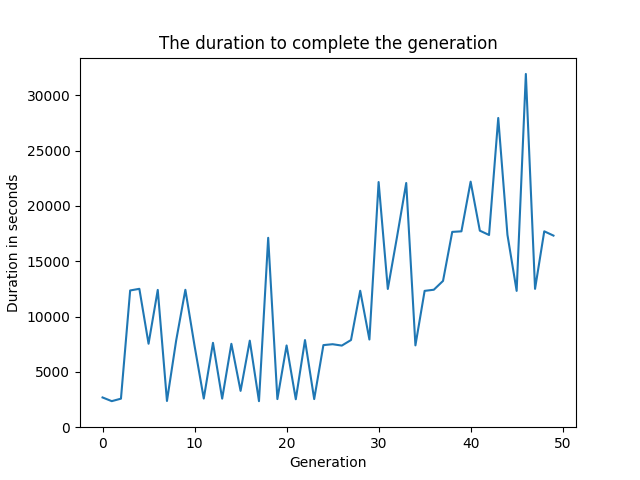 The duration to complete the generation
30000
25000
20000
15000
10000
5000
0
Duration in seconds
0 10 20 30 40 50
Generation